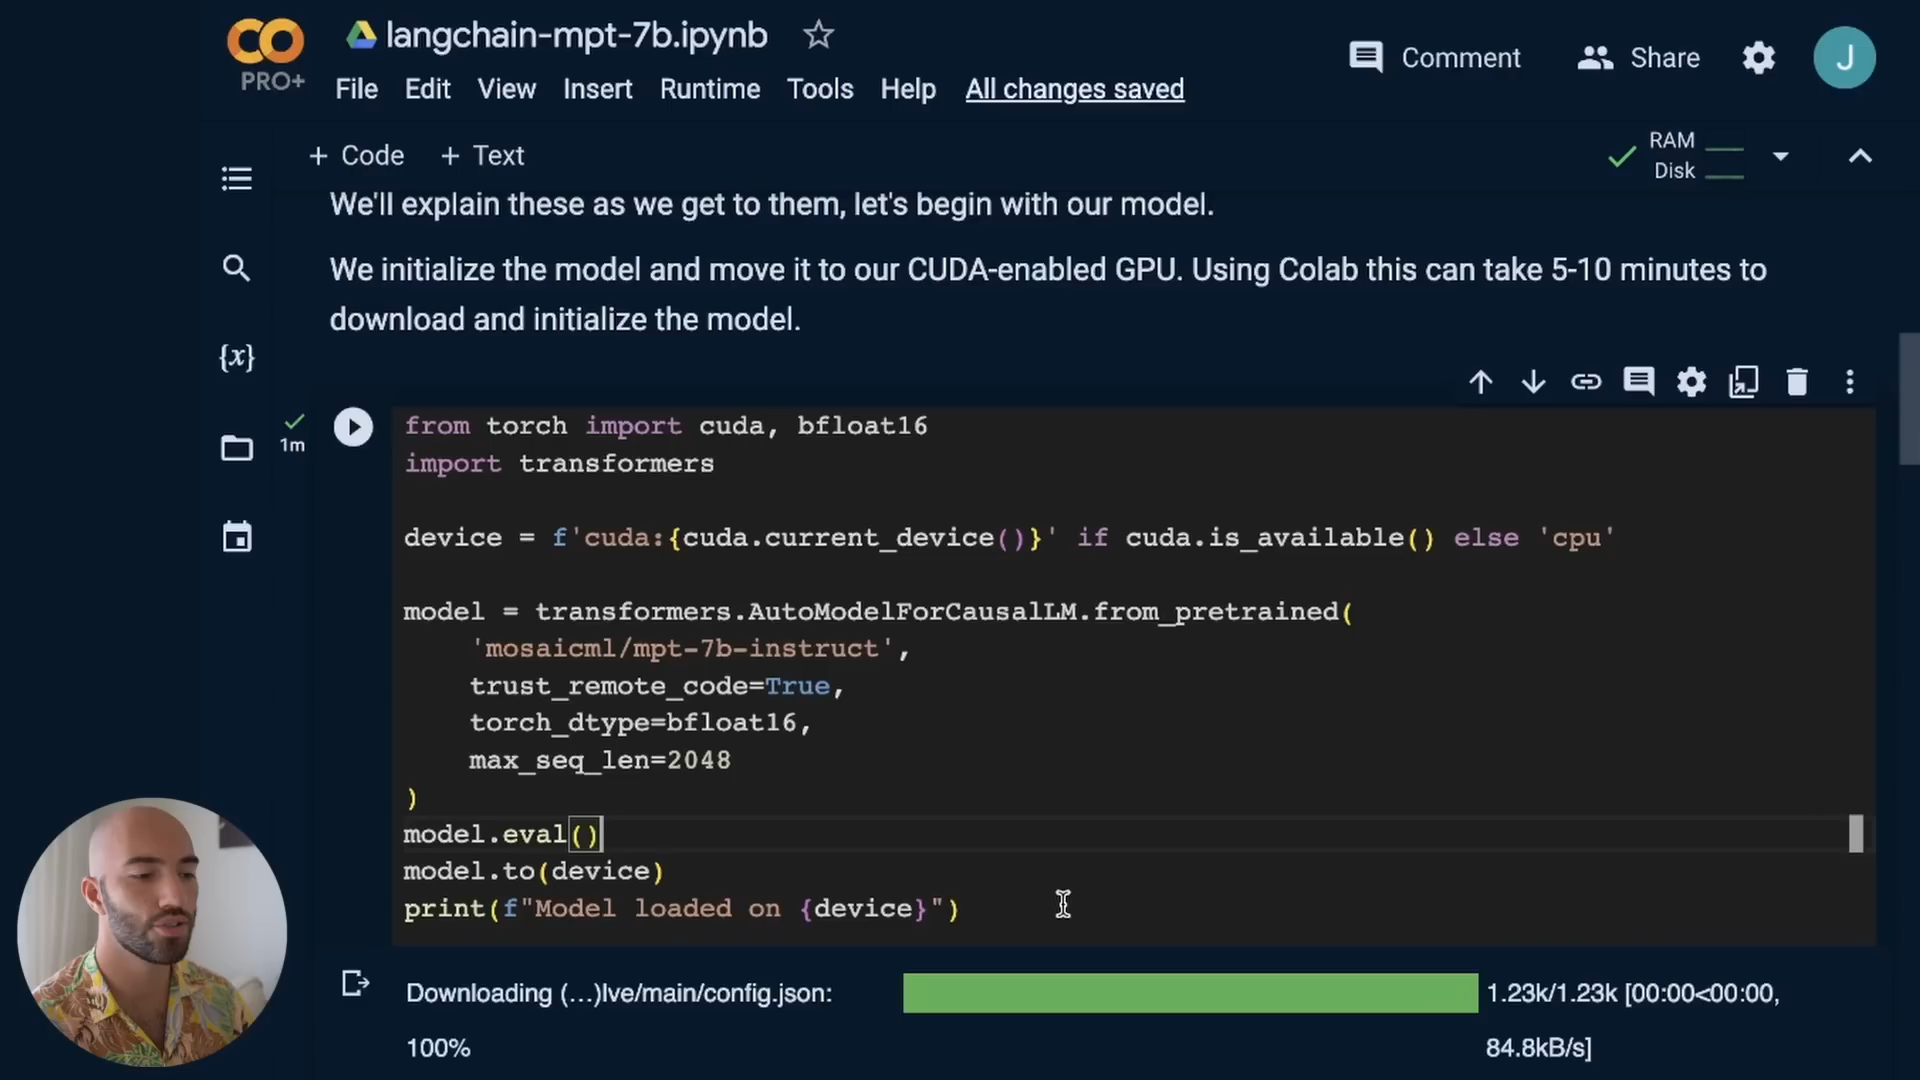 langchain-mpt-7b.ipynb
Comment
Share
J
PRO+
File Edit View Insert Runtime Tools Help All changes saved
+ Code + Text
RAM
Disk
We'll explain these as we get to them, let's begin with our model.
We initialize the model and move it to our CUDA-enabled GPU. Using Colab this can take 5-10 minutes to
download and initialize the model.
{x}
1m
from torch import cuda, bfloat16
import transformers
device = f'cuda:{cuda.current_device()}' if cuda.is_available() else 'cpu'
model = transformers.AutoModelForCausalLM.from_pretrained(
'mosaicml/mpt-7b-instruct',
trust_remote_code=True,
torch_dtype=bfloat16,
max_seq_len=2048
)
model.eval()
model.to(device)
print(f"Model loaded on {device}")
Downloading (…)lve/main/config.json:
100%
1.23k/1.23k [00:00<00:00,
84.8kB/s]